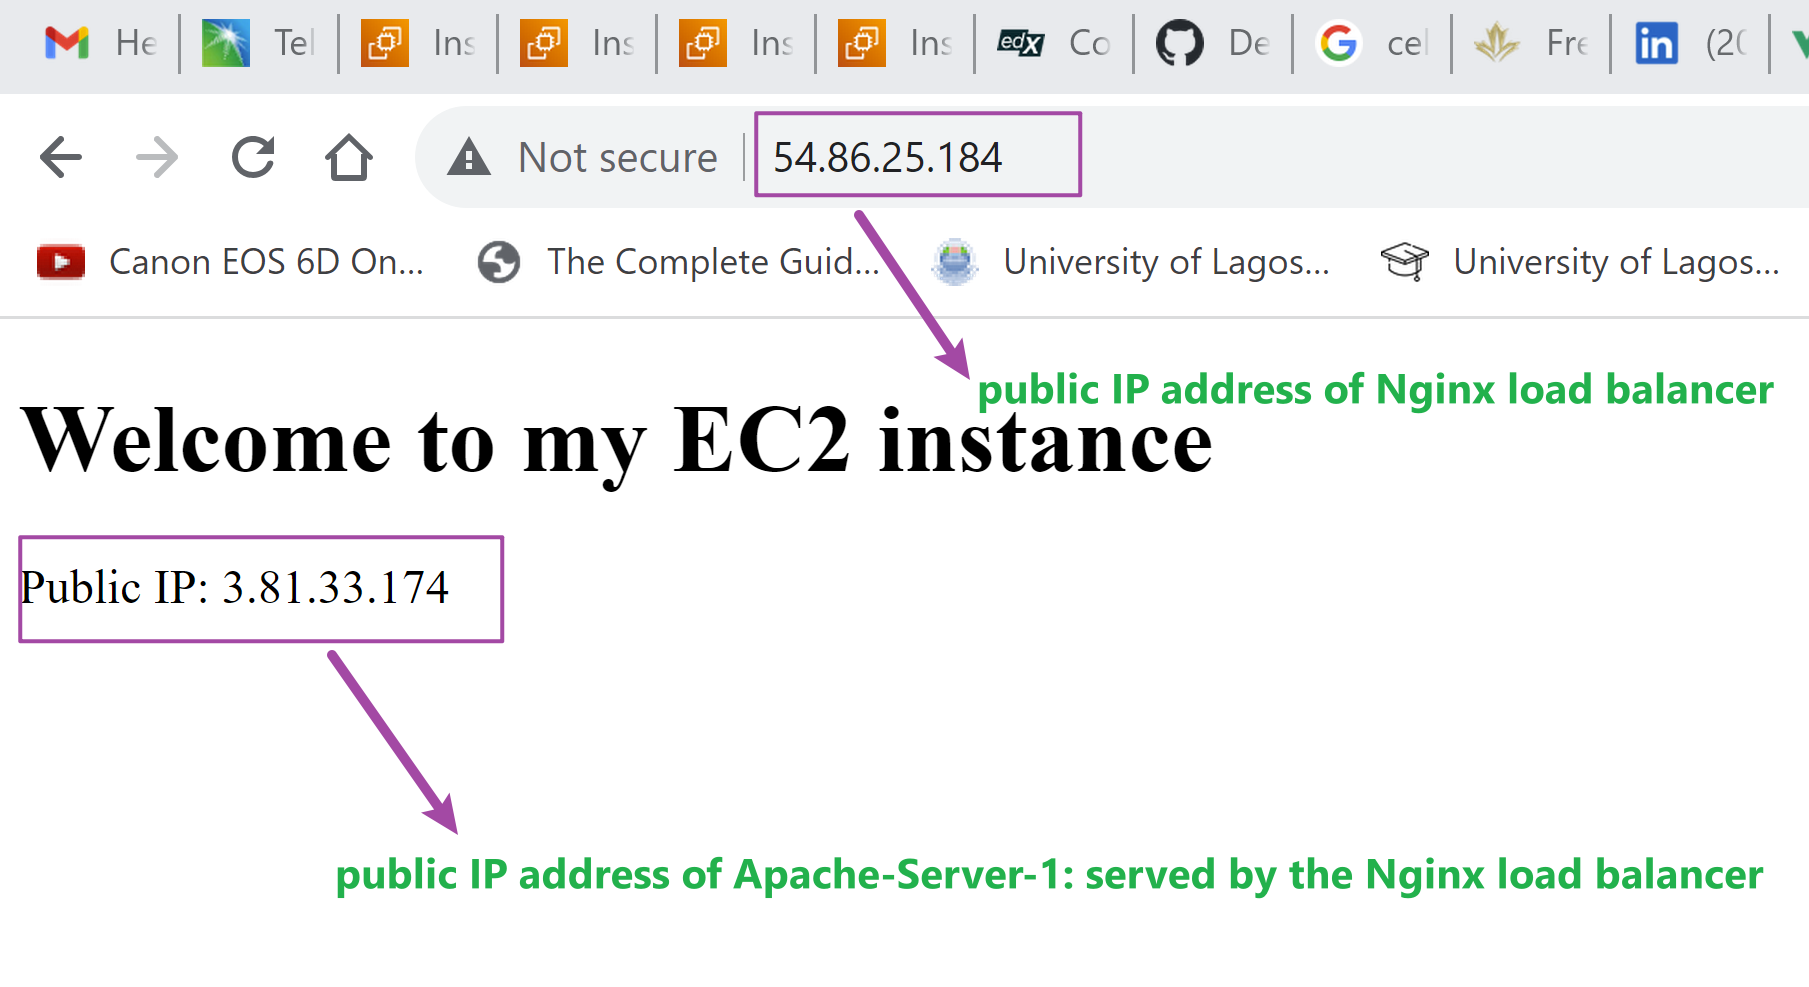 He Tel Ins Ins Ins Ins edX Co De G cel Fre in (20
Not secure 54.86.25.184
Canon EOS 6D On... The Complete Guid... University of Lagos... University of Lagos...
public IP address of Nginx load balancer
Welcome to my EC2 instance
Public IP: 3.81.33.174
public IP address of Apache-Server-1: served by the Nginx load balancer